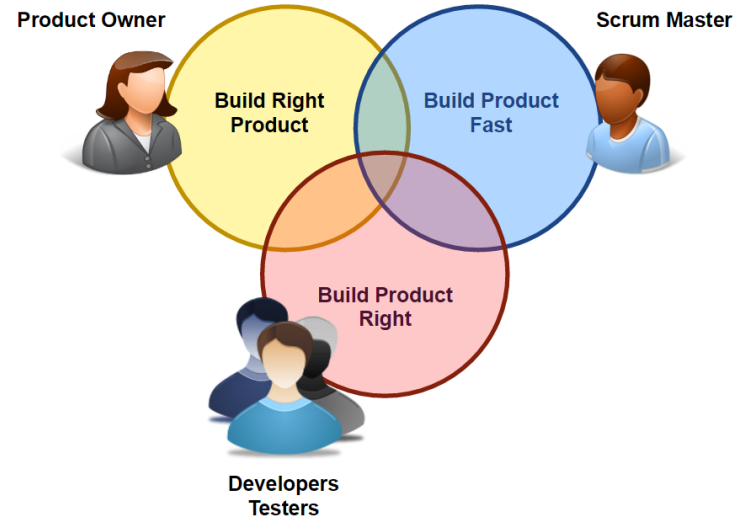 Product Owner
Scrum Master
Build Right
Product
Build Product
Fast
Build Product
Right
Developers
Testers